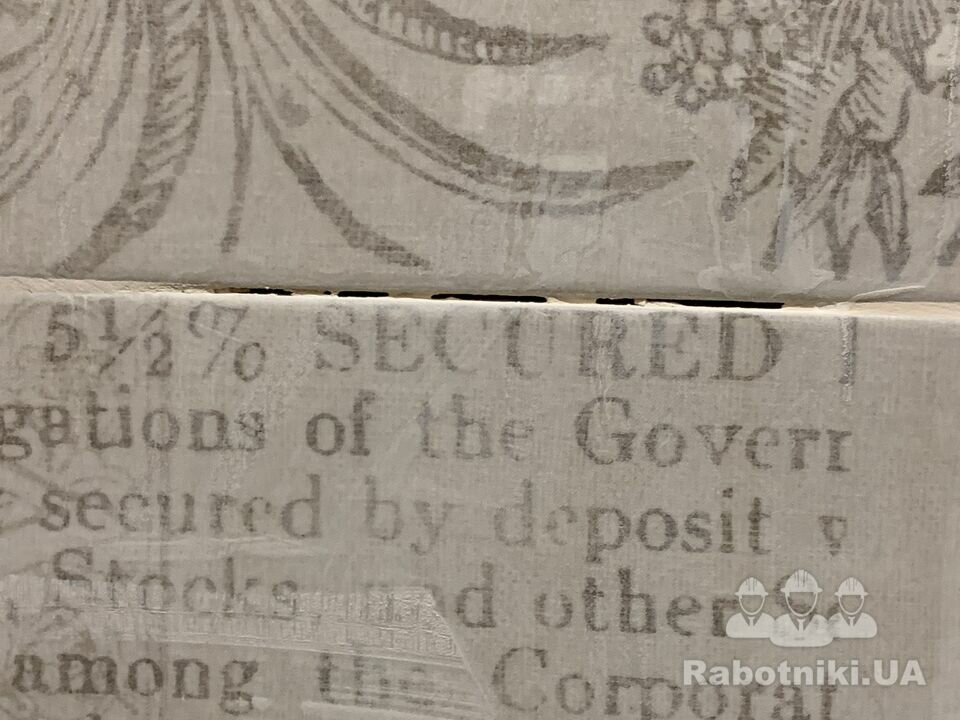 5½% SECURED
gations of the Govern
secured by deposit
Stocks and other
among the Corporat
Rabotniki.UA